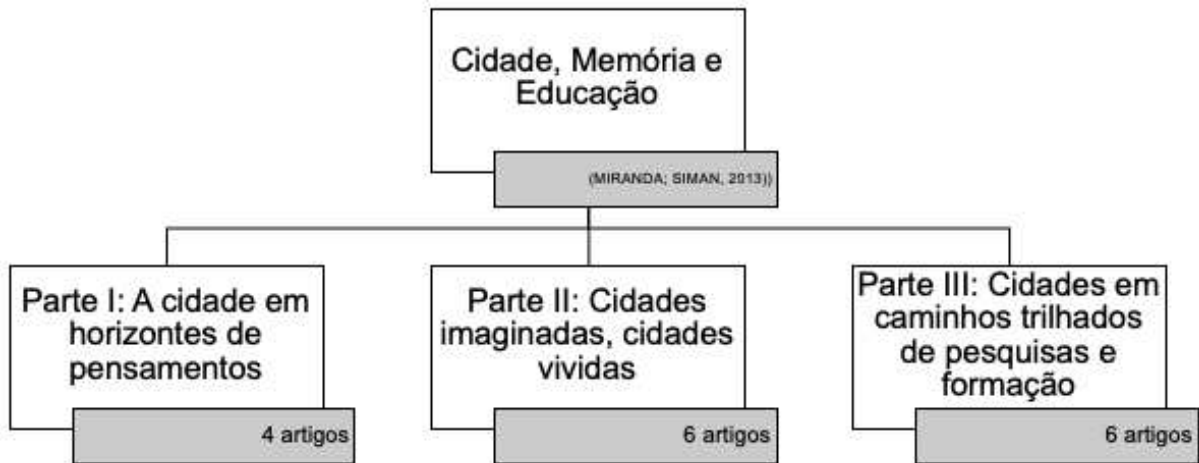 Cidade, Memória e
Educação
(MIRANDA; SIMAN, 2013))
Parte I: A cidade em
horizontes de
pensamentos
4 artigos
Parte II: Cidades
imaginadas, cidades
vividas
6 artigos
Parte III: Cidades em
caminhos trilhados
de pesquisas e
formação
6 artigos